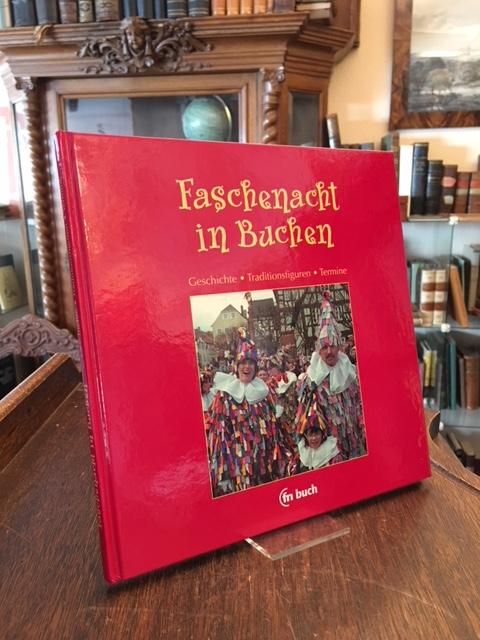 Faschenacht
in Buchen
Geschichte • Traditionsfiguren • Termine
fn buch